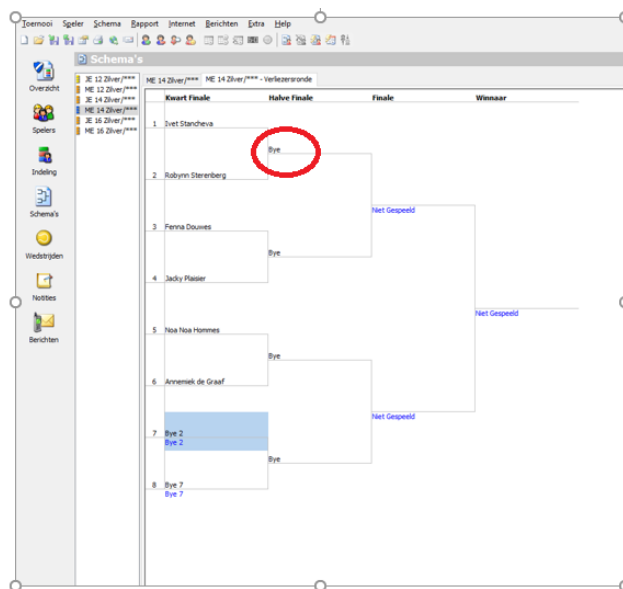 Toernooi Speler Schema Rapport Internet Berichten Extra Help
Schema's
Overzicht
Spelers
Indeling
Schema's
Wedstrijden
Notities
Berichten
JE 12 Zilver/***
ME 12 Zilver/***
JE 14 Zilver/***
ME 14 Zilver/***
JE 16 Zilver/***
ME 16 Zilver/***
ME 14 Zilver/*** ME 14 Zilver/*** - Verliezersronde
Kwart Finale Halve Finale Finale Winnaar
1 Ivet Stancheva
Bye
2 Robynn Sterenberg
Niet Gespeeld
3 Fenna Douwes
Bye
4 Jacky Plaisier
Niet Gespeeld
5 Noa Noa Hommes
Bye
6 Annemiek de Graaf
Niet Gespeeld
7 Bye 2
Bye 2
Bye
8 Bye 7
Bye 7